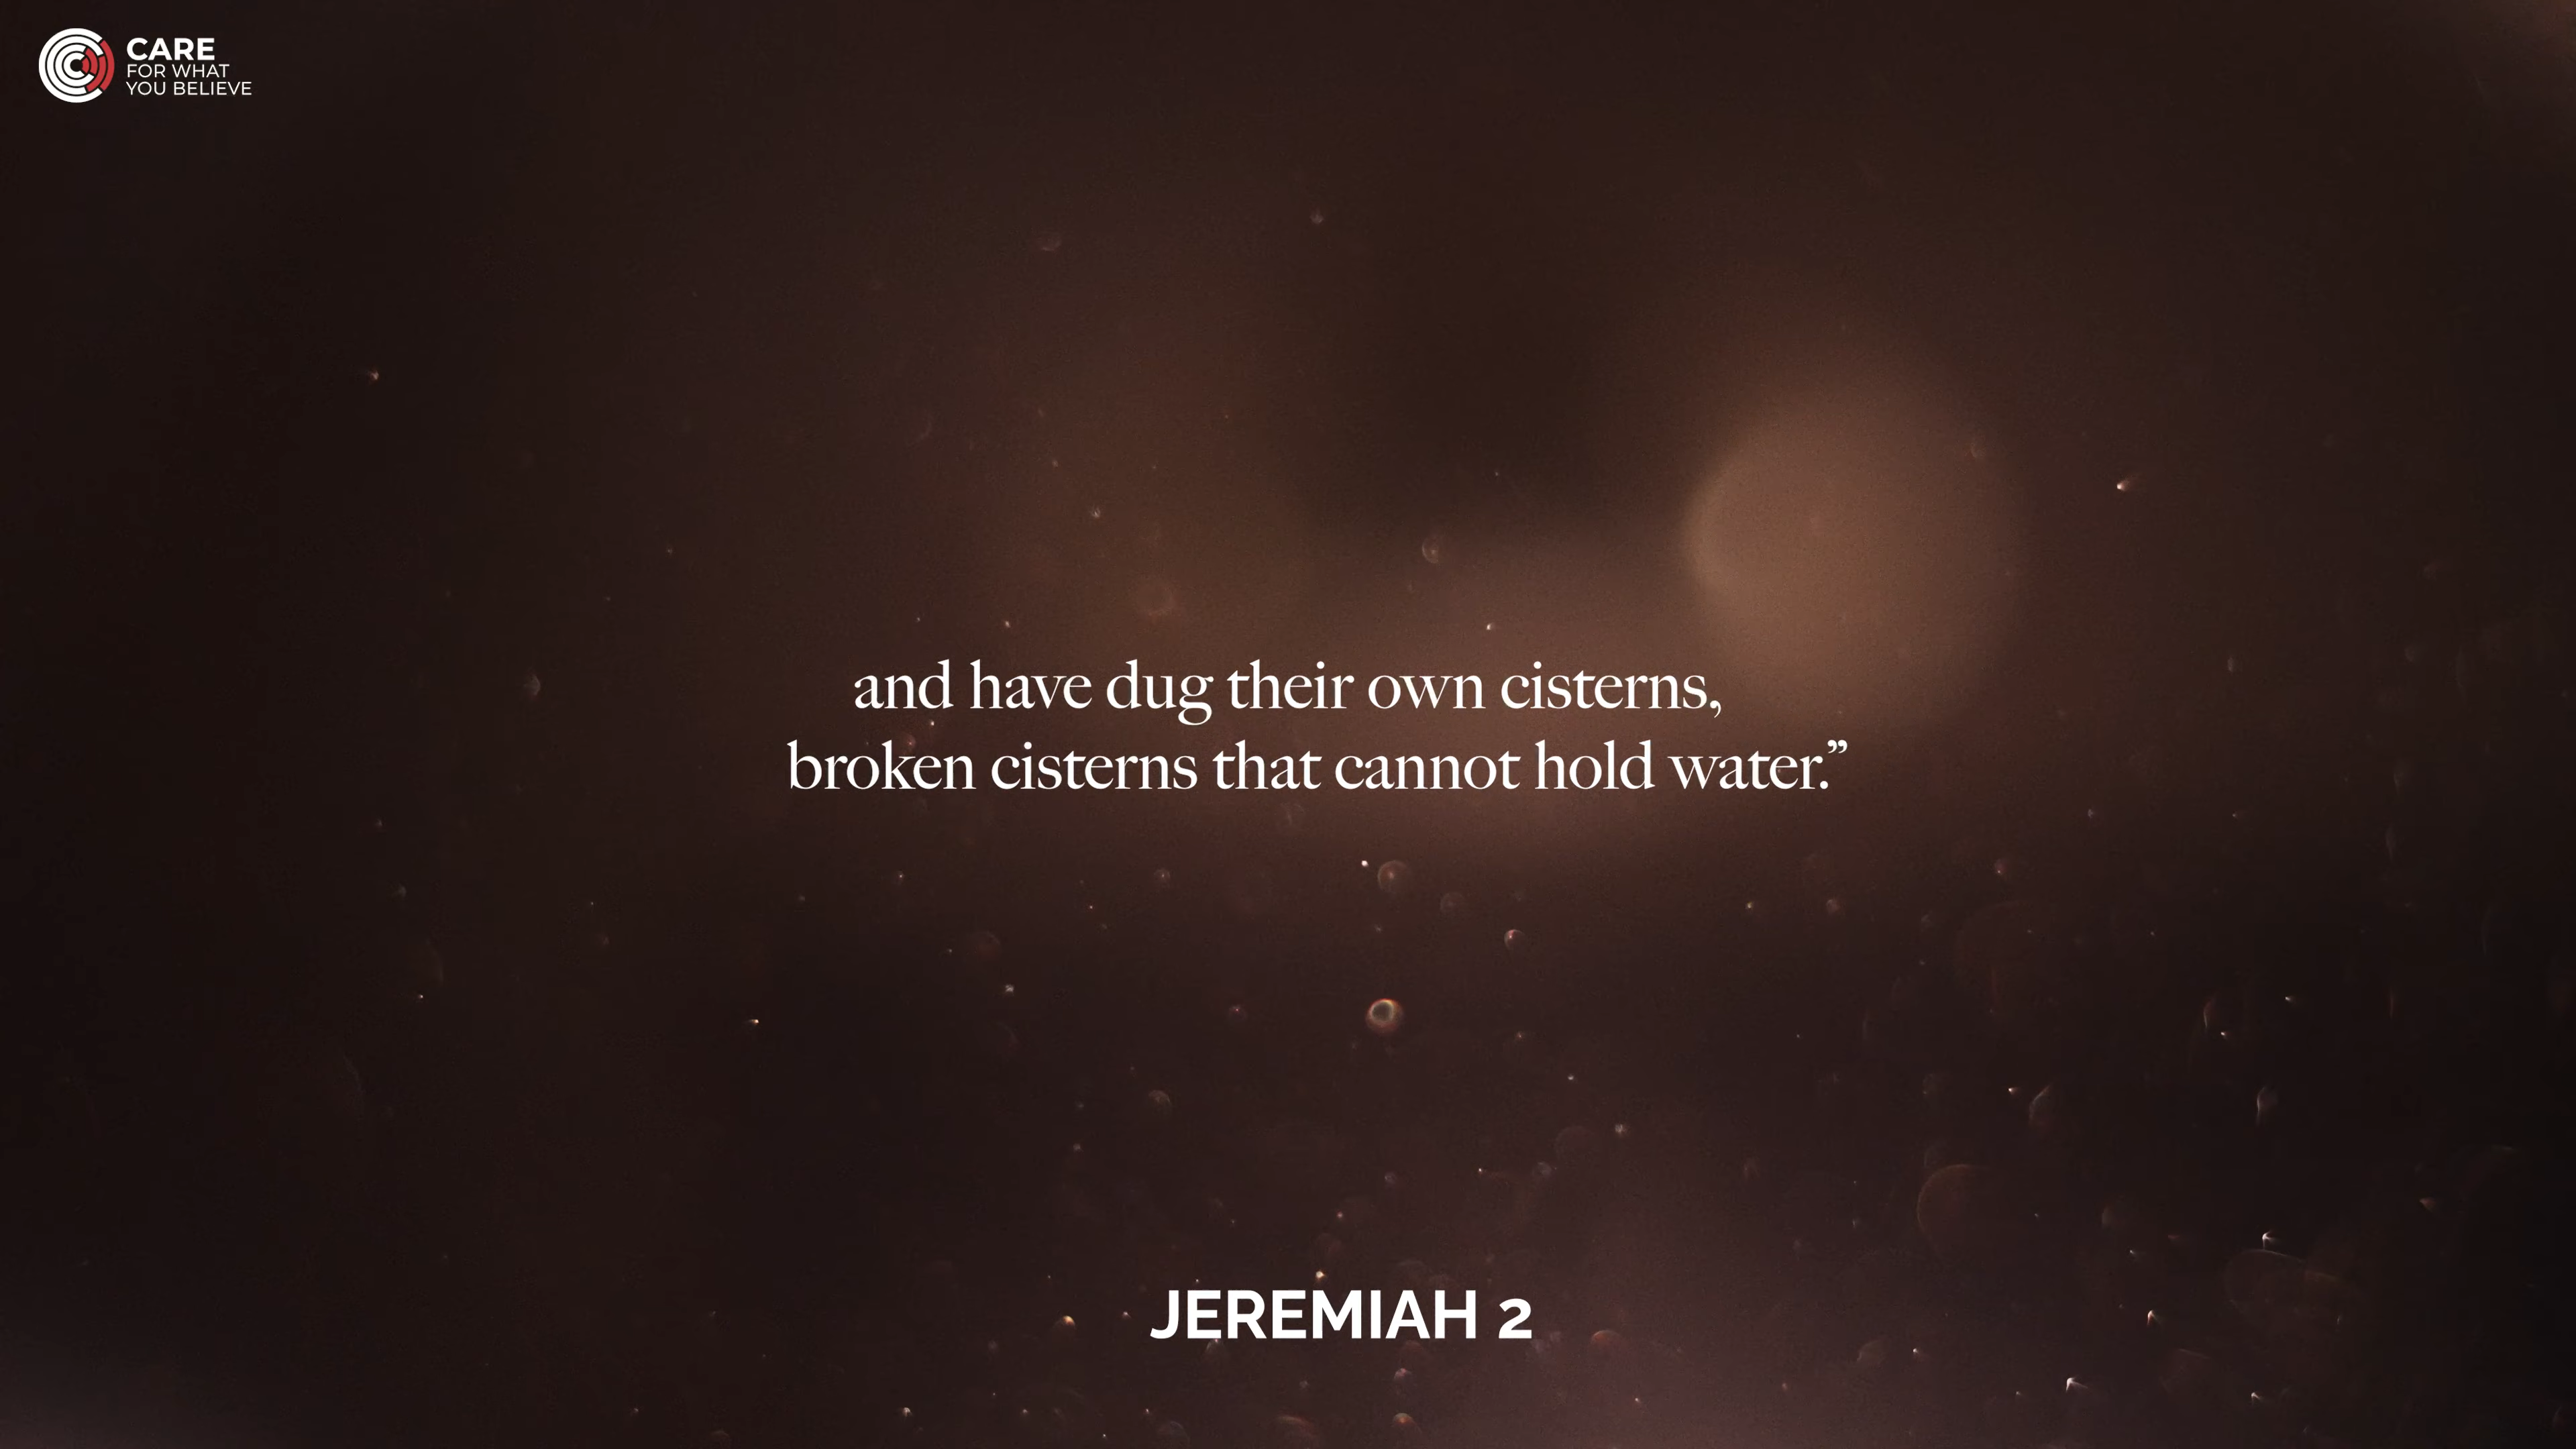 CARE
FOR WHAT
YOU BELIEVE
and have dug their own cisterns,
broken cisterns that cannot hold water.”
JEREMIAH 2